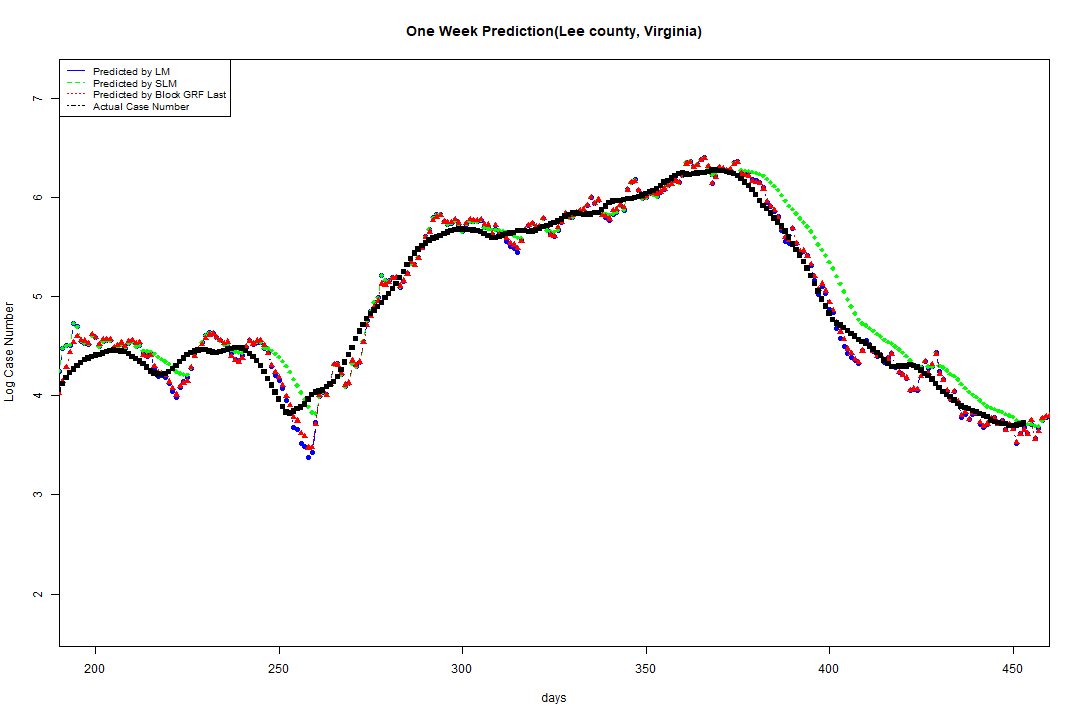 One Week Prediction(Lee county, Virginia)
Predicted by LM
Predicted by SLM
Predicted by Block GRF Last
Actual Case Number
7
6
5
4
3
2
Log Case Number
200 250 300 350 400 450
days